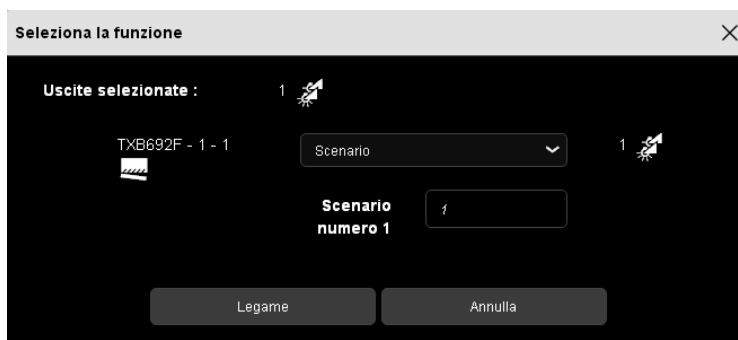 Seleziona la funzione
Uscite selezionate : 1
TXB692F - 1 - 1 Scenario 1
Scenario 1
numero 1
Legame Annulla